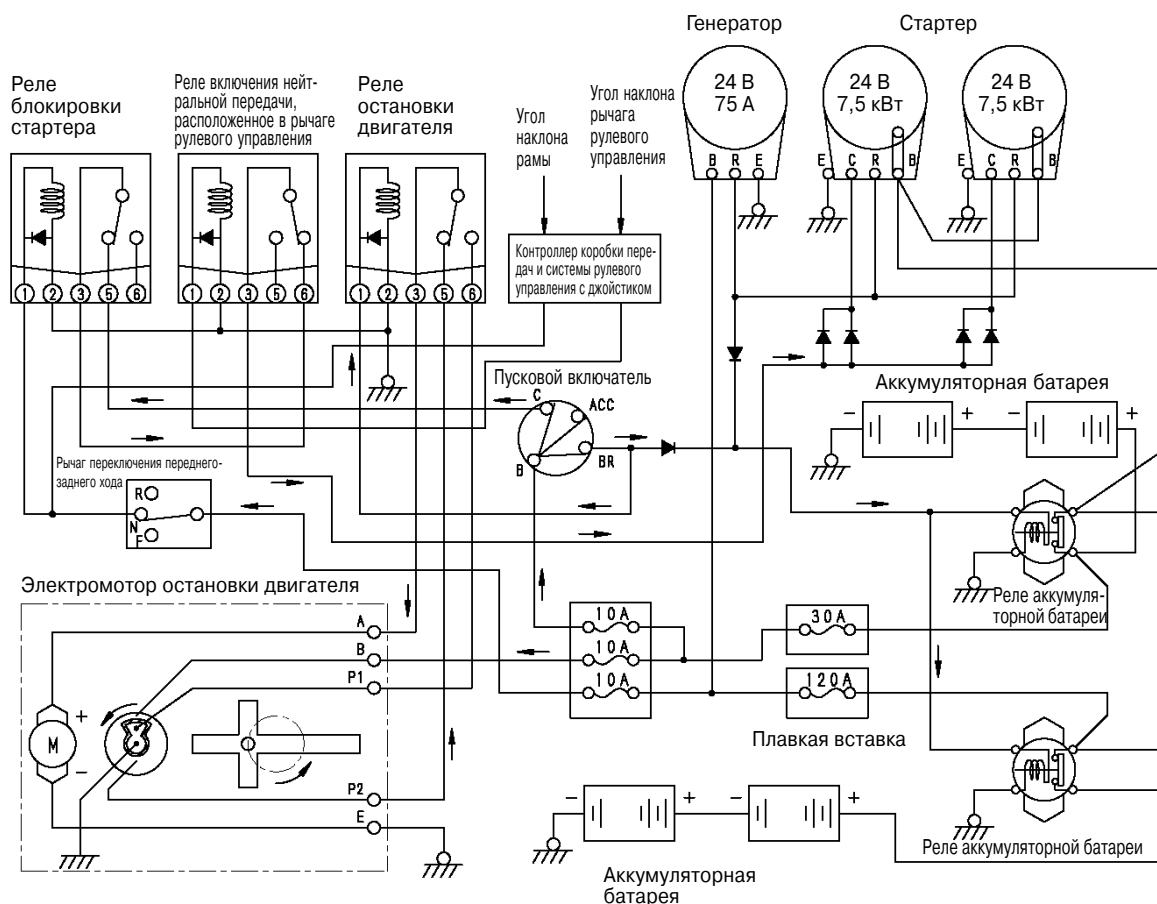 Генератор
Стартер
Реле
блокировки
стартера
Реле включения нейт-
ральной передачи,
расположенное в рычаге
рулевого управления
Реле
остановки
двигателя
Угол
наклона
рамы
Угол наклона
рычага
рулевого
управления
24 В
75 А
24 В
7,5 кВт
24 В
7,5 кВт
B R E
E C R B
E C R B
Контроллер коробки пере-
дач и системы рулевого
управления с джойстиком
1 2 3 5 6
1 2 3 5 6
1 2 3 5 6
Пусковой включатель
C
ACC
B
BR
Аккумуляторная батарея
- + - +
Рычаг переключения переднего-
заднего хода
R
N
F
Реле аккумуля-
торной батареи
Электромотор остановки двигателя
A
B
P1
P2
E
M
+
-
10A
10A
10A
30A
120A
Плавкая вставка
- + - +
Аккумуляторная
батарея
Реле аккумуляторной батареи